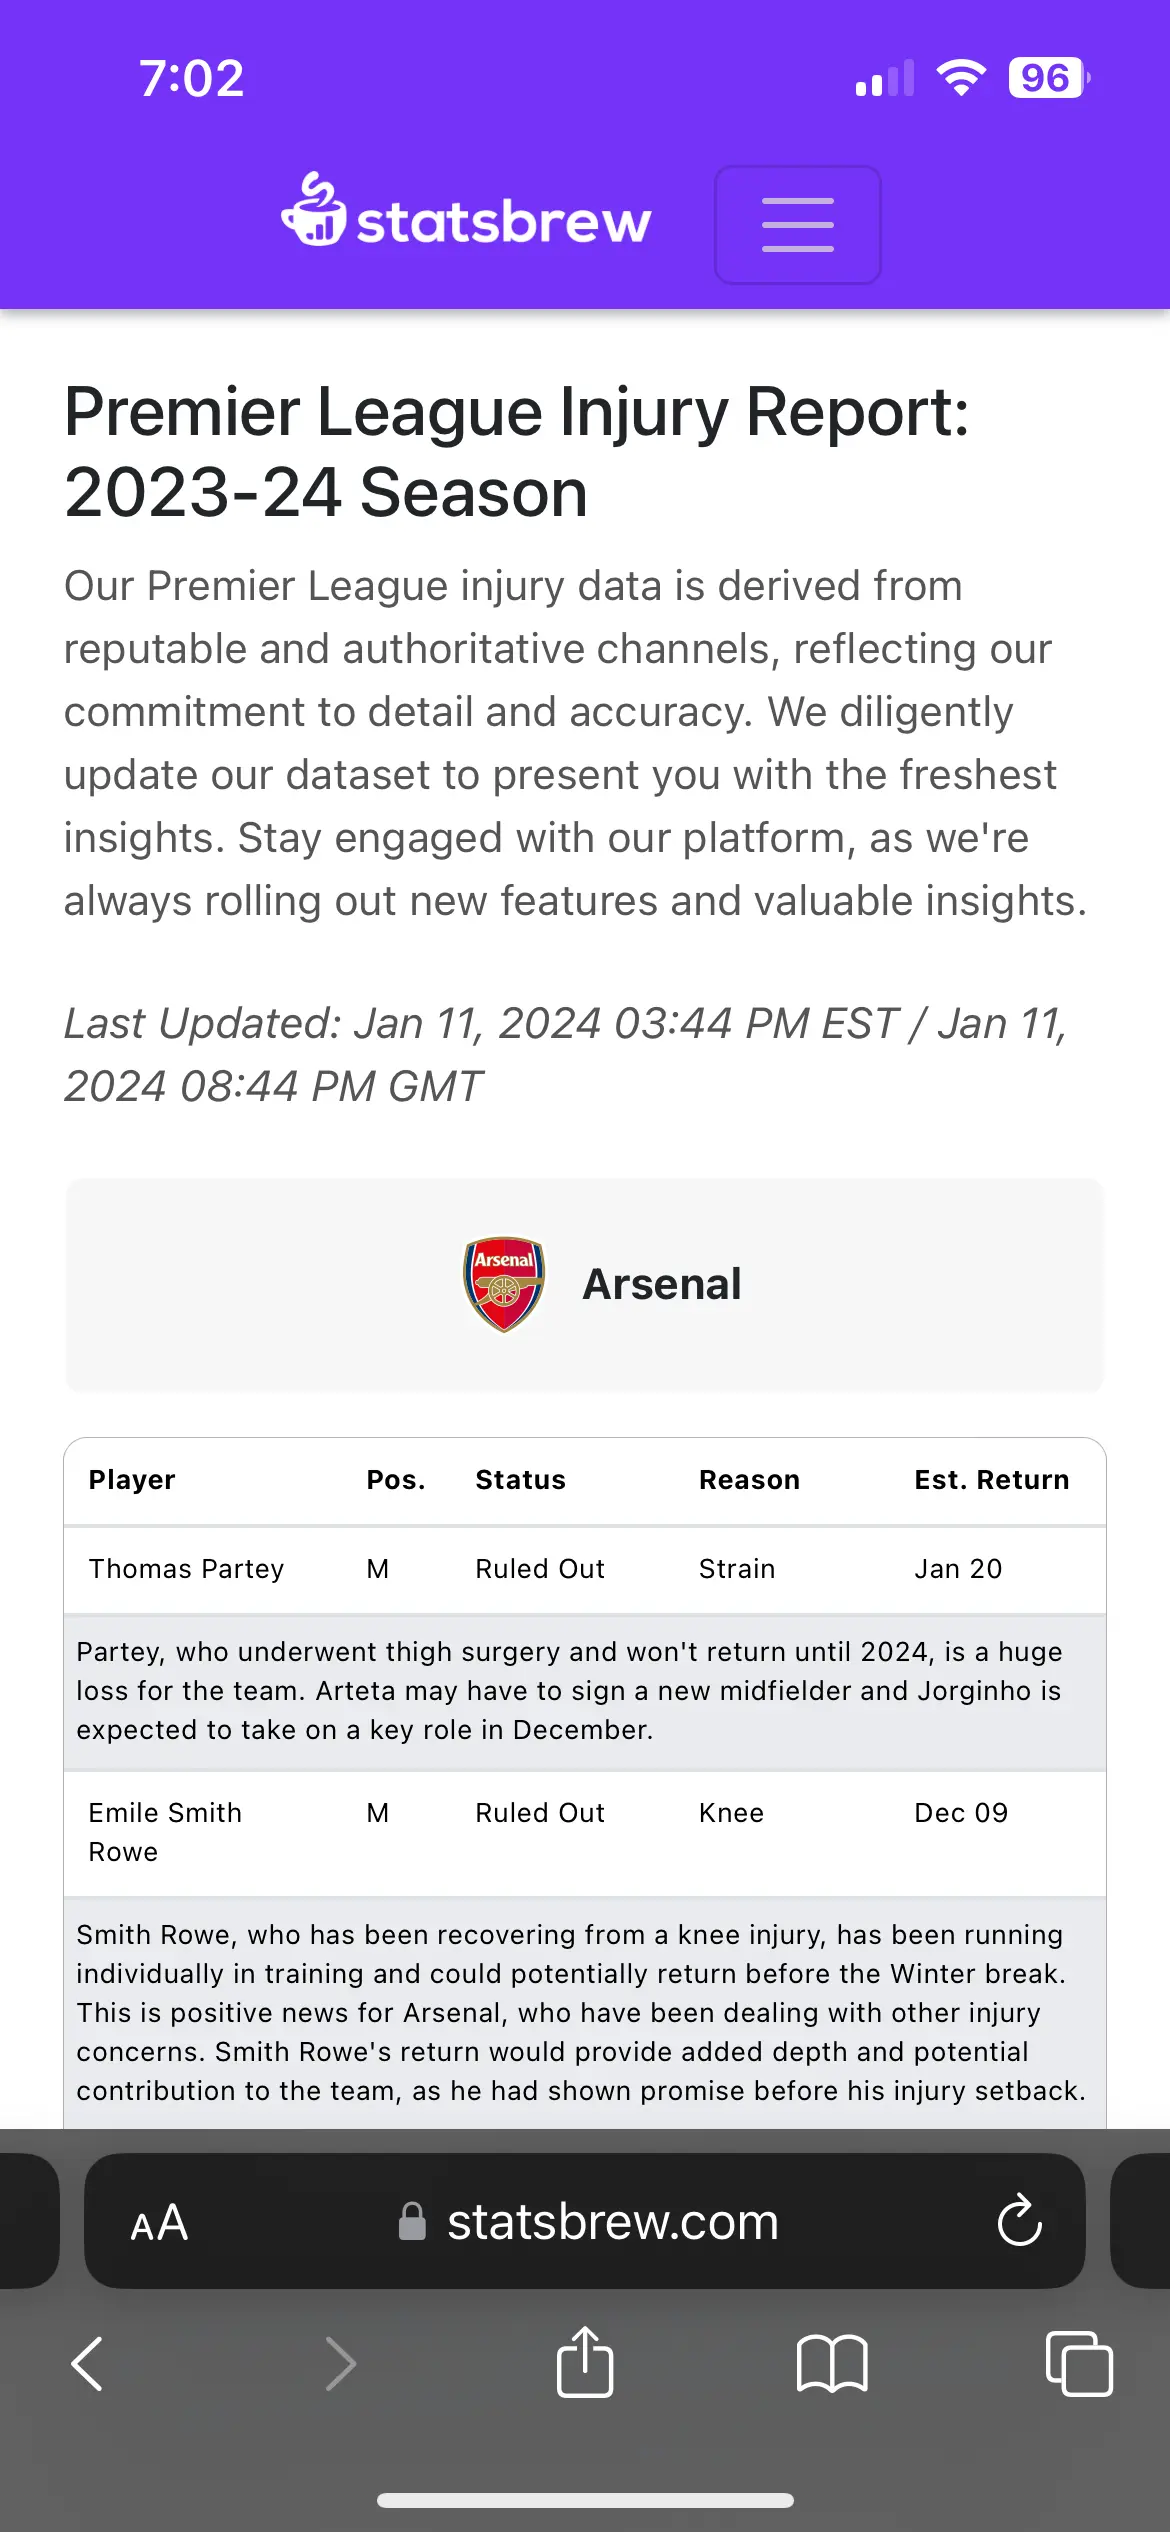 7:02
96
statsbrew
Premier League Injury Report:
2023-24 Season
Our Premier League injury data is derived from
reputable and authoritative channels, reflecting our
commitment to detail and accuracy. We diligently
update our dataset to present you with the freshest
insights. Stay engaged with our platform, as we're
always rolling out new features and valuable insights.
Last Updated: Jan 11, 2024 03:44 PM EST / Jan 11,
2024 08:44 PM GMT
Arsenal
Arsenal
Player Pos. Status Reason Est. Return
Thomas Partey M Ruled Out Strain Jan 20
Partey, who underwent thigh surgery and won't return until 2024, is a huge
loss for the team. Arteta may have to sign a new midfielder and Jorginho is
expected to take on a key role in December.
Emile Smith M Ruled Out Knee Dec 09
Rowe
Smith Rowe, who has been recovering from a knee injury, has been running
individually in training and could potentially return before the Winter break.
This is positive news for Arsenal, who have been dealing with other injury
concerns. Smith Rowe's return would provide added depth and potential
contribution to the team, as he had shown promise before his injury setback.
AA statsbrew.com